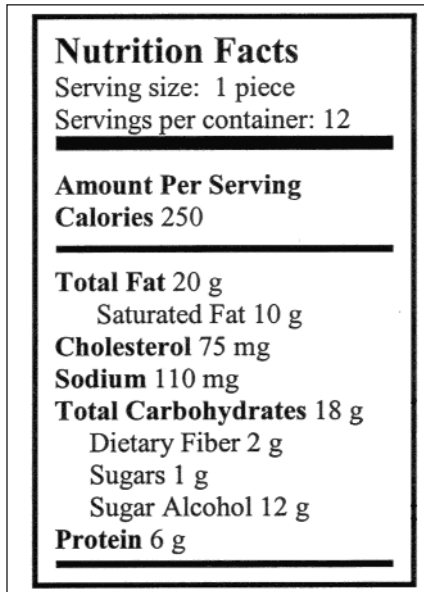 Nutrition Facts
Serving size: 1 piece
Servings per container: 12
Amount Per Serving
Calories 250
Total Fat 20 g
Saturated Fat 10 g
Cholesterol 75 mg
Sodium 110 mg
Total Carbohydrates 18 g
Dietary Fiber 2 g
Sugars 1 g
Sugar Alcohol 12 g
Protein 6 g